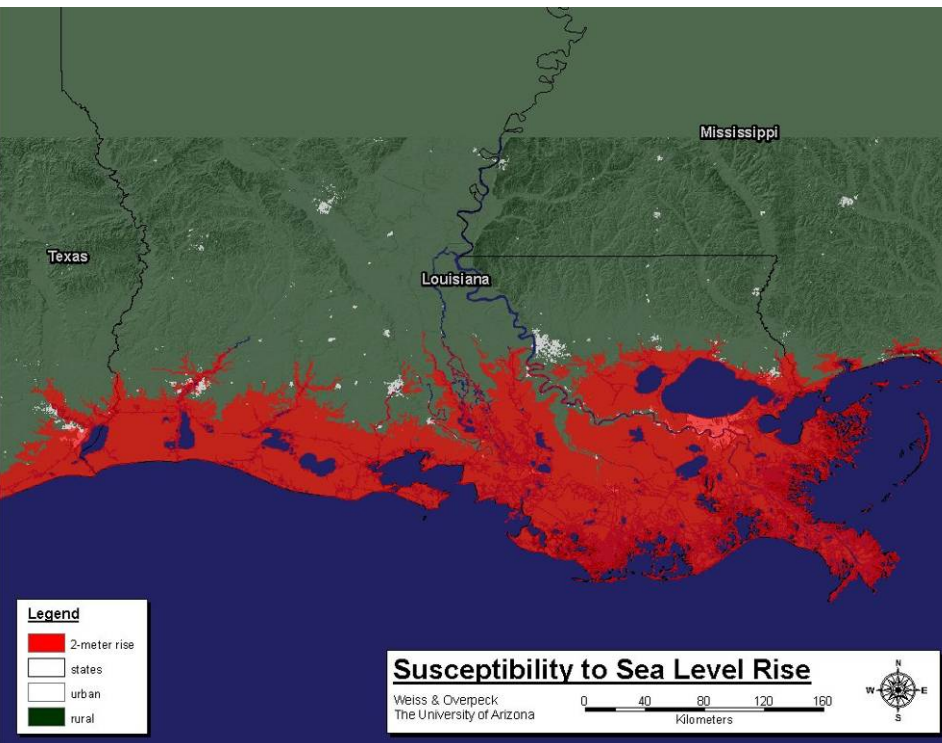 Mississippi
Texas
Louisiana
Legend
2-meter rise
states
urban
rural
Susceptibility to Sea Level Rise
Weiss & Overpeck
The University of Arizona
0 40 80 120 160
Kilometers
N
W E
S